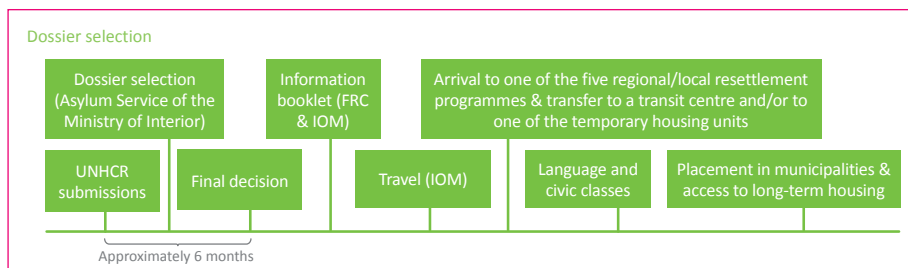 Dossier selection
Dossier selection
(Asylum Service of the
Ministry of Interior)
Information
booklet (FRC
& IOM)
Arrival to one of the five regional/local resettlement
programmes & transfer to a transit centre and/or to
one of the temporary housing units
UNHCR
submissions
Final decision
Travel (IOM)
Language and
civic classes
Placement in municipalities &
access to long-term housing
Approximately 6 months